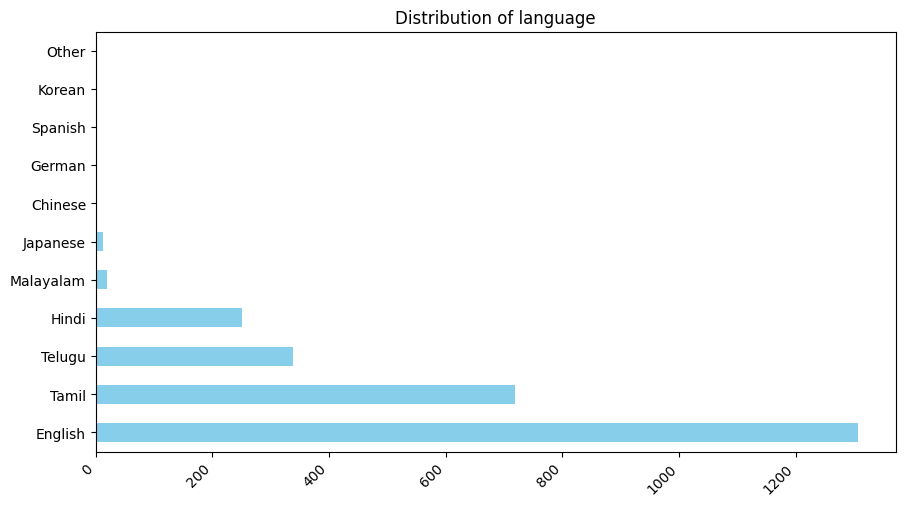 Distribution of language
Other
Korean
Spanish
German
Chinese
Japanese
Malayalam
Hindi
Telugu
Tamil
English
0
200
400
600
800
1000
1200